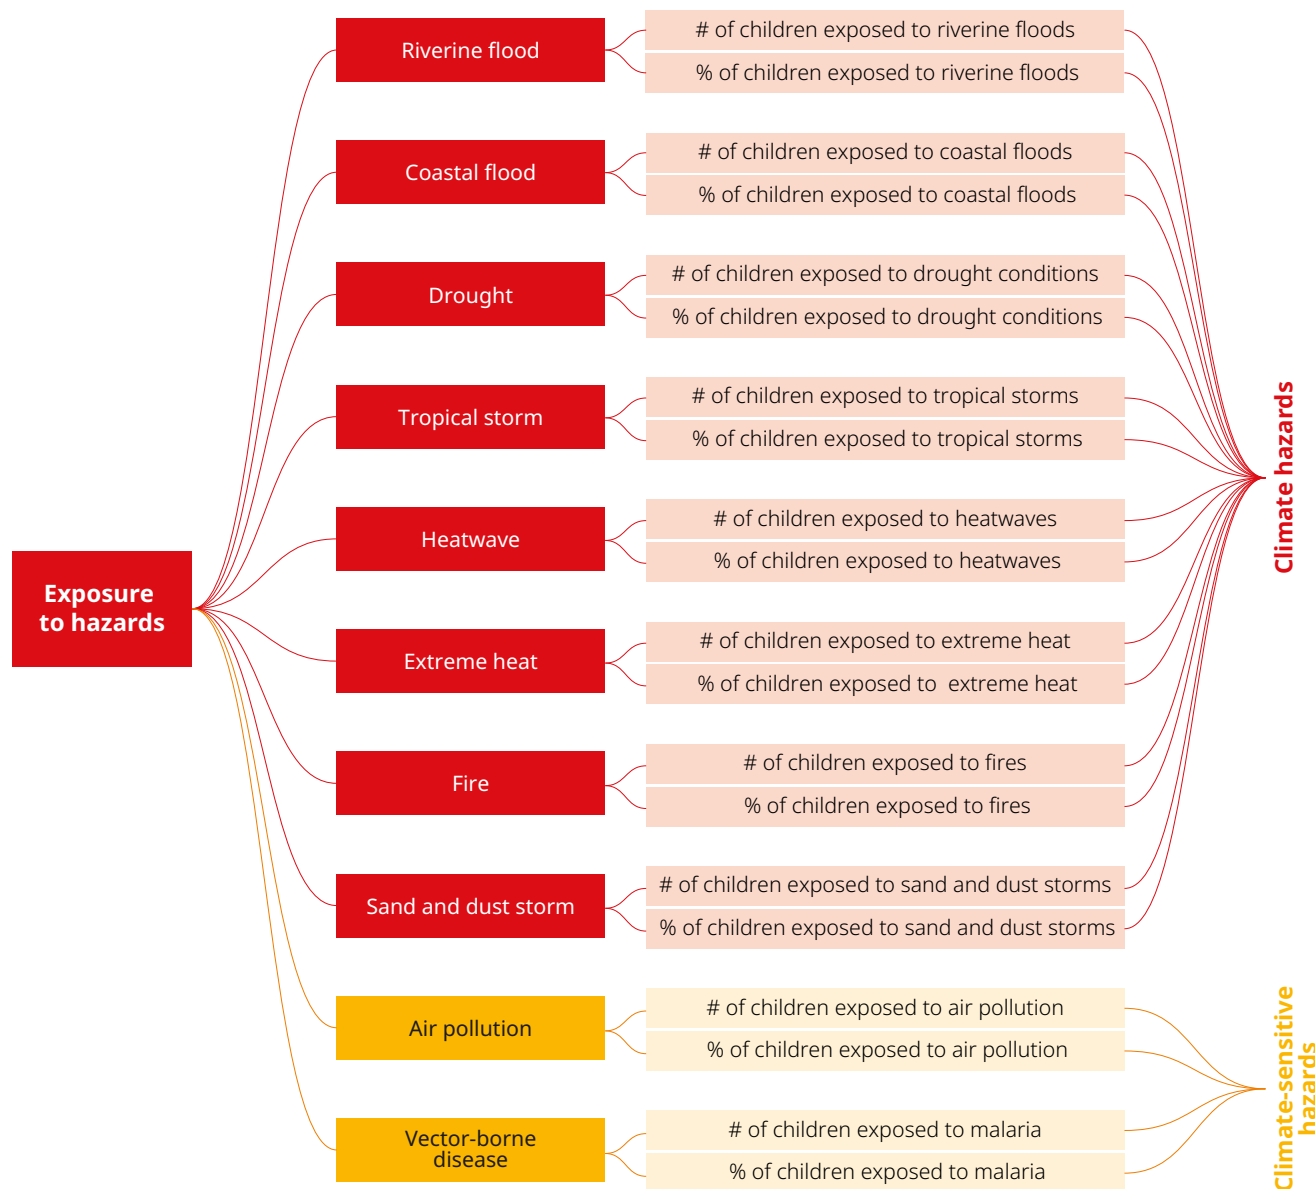 Exposure
to hazards
Riverine flood
# of children exposed to riverine floods
% of children exposed to riverine floods
Coastal flood
# of children exposed to coastal floods
% of children exposed to coastal floods
Drought
# of children exposed to drought conditions
% of children exposed to drought conditions
Tropical storm
# of children exposed to tropical storms
% of children exposed to tropical storms
Heatwave
# of children exposed to heatwaves
% of children exposed to heatwaves
Extreme heat
# of children exposed to extreme heat
% of children exposed to  extreme heat
Fire
# of children exposed to fires
% of children exposed to fires
Sand and dust storm
# of children exposed to sand and dust storms
% of children exposed to sand and dust storms
Climate hazards
Air pollution
# of children exposed to air pollution
% of children exposed to air pollution
Vector-borne
disease
# of children exposed to malaria
% of children exposed to malaria
Climate-sensitive
hazards